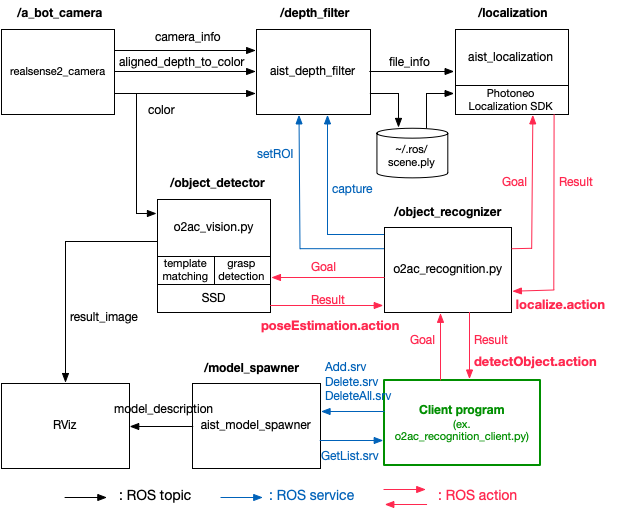 /a_bot_camera
/depth_filter
/localization
realsense2_camera
camera_info
aligned_depth_to_color
color
aist_depth_filter
file_info
aist_localization
Photoneo
Localization SDK
~/.ros/
scene.ply
setROI
capture
Goal
Result
/object_detector
/object_recognizer
o2ac_vision.py
template
matching
grasp
detection
SSD
Goal
Result
poseEstimation.action
o2ac_recognition.py
localize.action
result_image
Goal
Result
detectObject.action
/model_spawner
Add.srv
Delete.srv
DeleteAll.srv
RViz
model_description
aist_model_spawner
GetList.srv
Client program
(ex.
o2ac_recognition_client.py)
: ROS topic
: ROS service
: ROS action